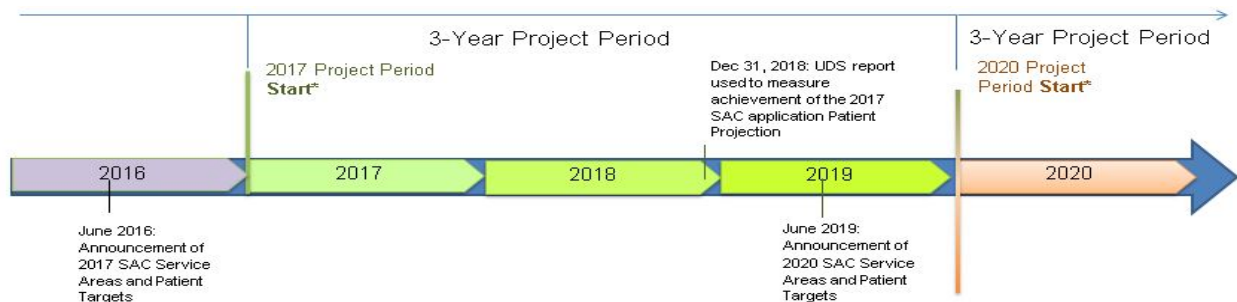 3-Year Project Period
3-Year Project Period
2017 Project Period
Start*
Dec 31, 2018: UDS report
used to measure
achievement of the 2017
SAC application Patient
Projection
2020 Project
Period Start*
2016
2017
2018
2019
2020
June 2016:
Announcement of
2017 SAC Service
Areas and Patient
Targets
June 2019:
Announcement of
2020 SAC Service
Areas and Patient
Targets